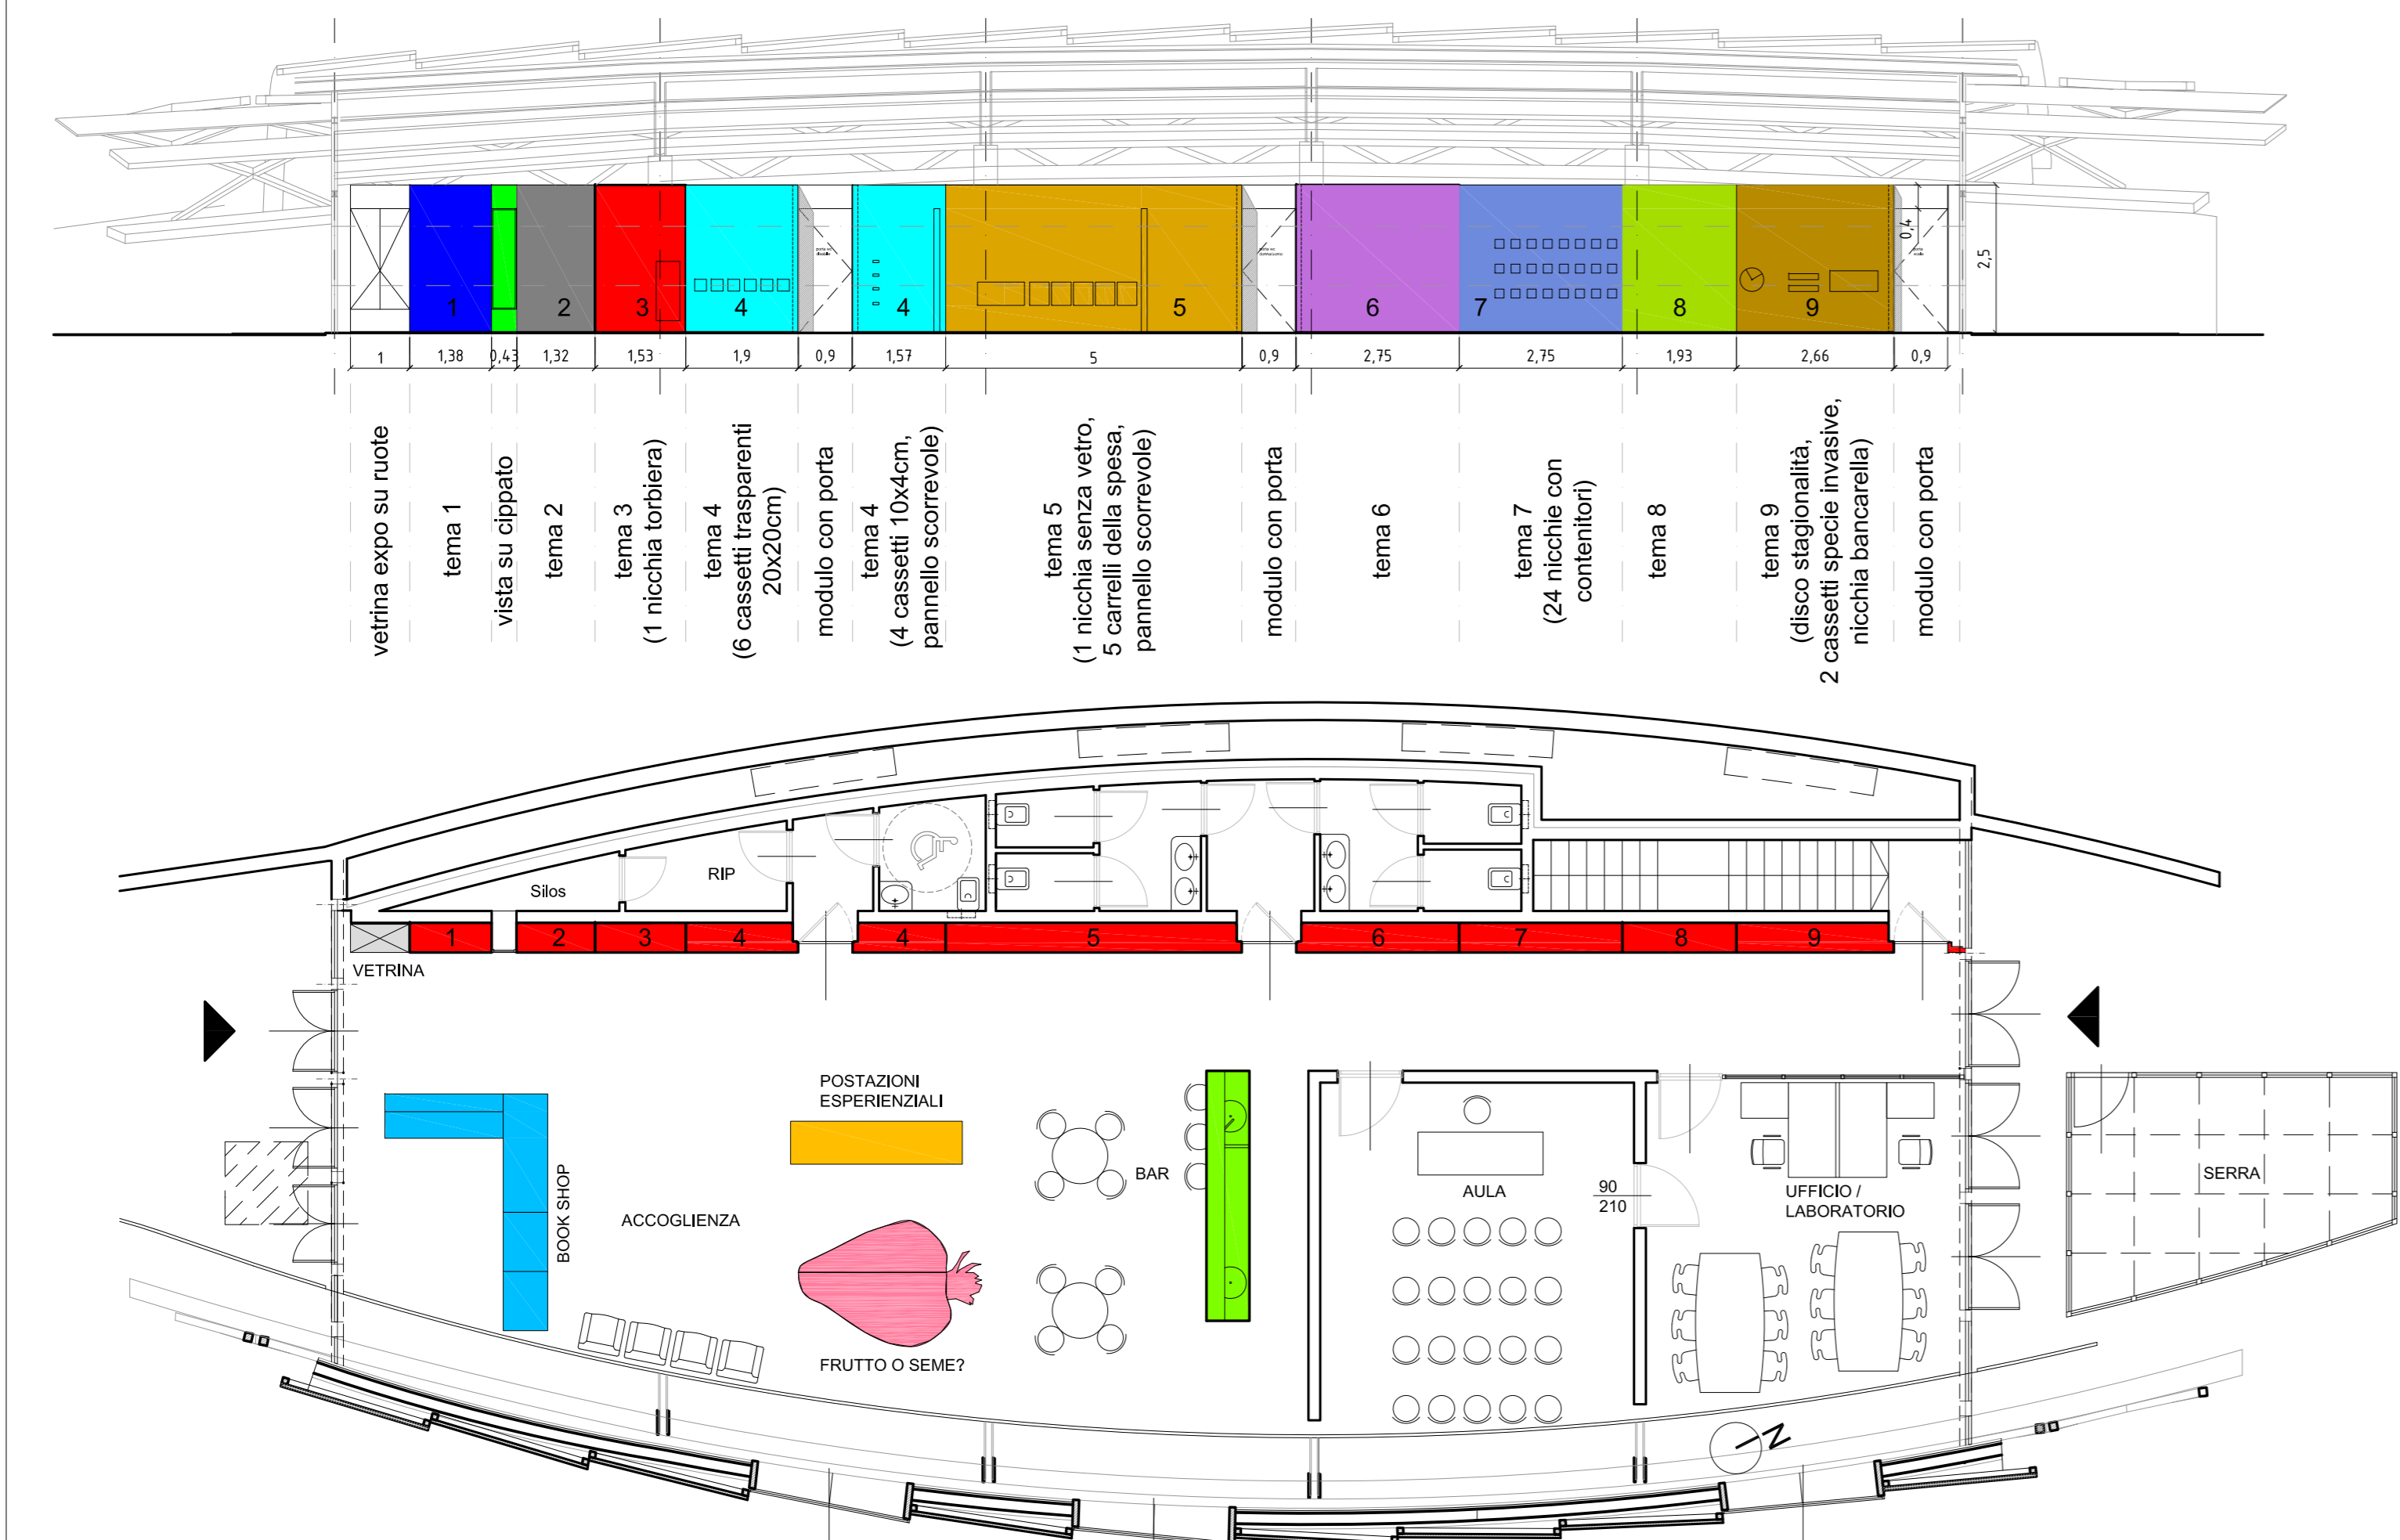 1
2
3
4
4
5
6
7
8
9
0,4
2,5
1
1,38
0,43
1,32
1,53
1,9
0,9
1,57
5
0,9
2,75
2,75
1,93
2,66
0,9
vetrina expo su ruote
tema 1
vista su cippato
tema 2
tema 3
(1 nicchia torbiera)
tema 4
(6 cassetti trasparenti
20x20cm)
modulo con porta
tema 4
(4 cassetti 10x4cm,
pannello scorrevole)
tema 5
(1 nicchia senza vetro,
5 carrelli della spesa,
pannello scorrevole)
modulo con porta
tema 6
tema 7
(24 nicchie con
contenitori)
tema 8
tema 9
(disco stagionalità,
2 cassetti specie invasive,
nicchia bancarella)
modulo con porta
Silos
RIP
1
2
3
4
4
5
6
7
8
9
VETRINA
POSTAZIONI
ESPERIENZIALI
BOOK SHOP
ACCOGLIENZA
BAR
AULA
90
210
UFFICIO /
LABORATORIO
SERRA
FRUTTO O SEME?
N